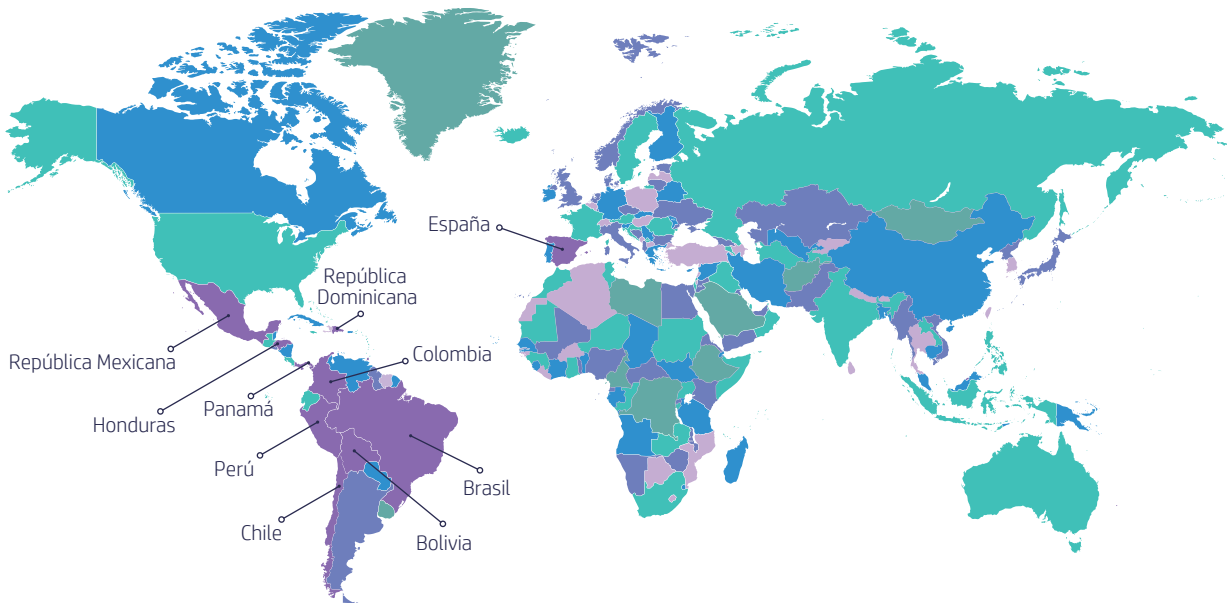 España
República
Dominicana
República Mexicana
Colombia
Panamá
Honduras
Perú
Brasil
Chile
Bolivia